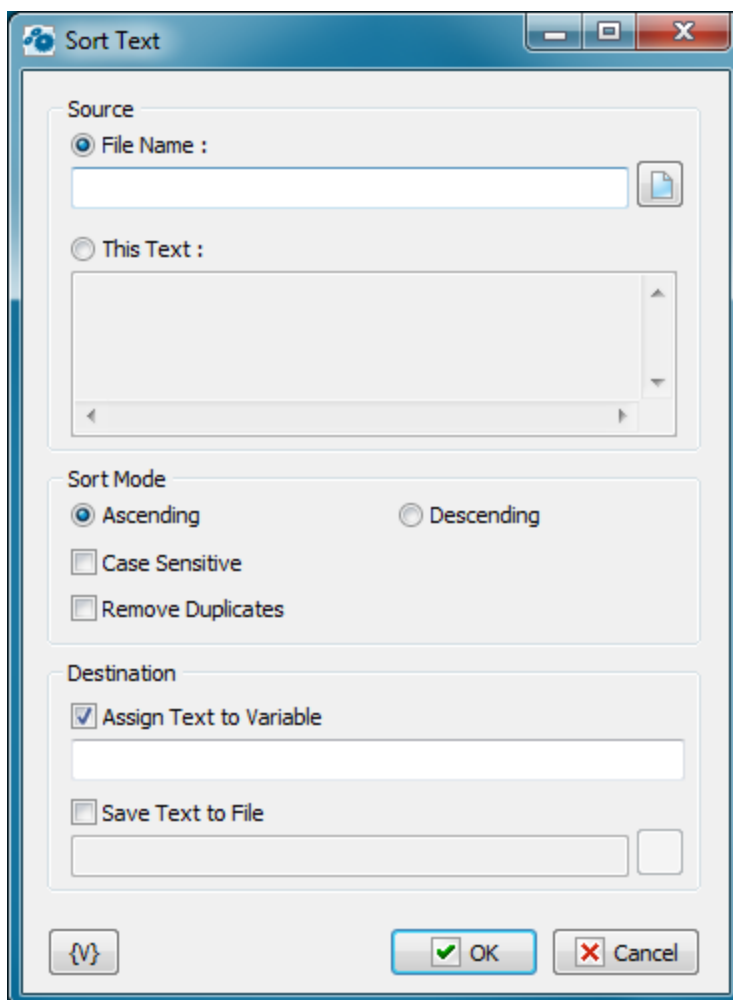 Sort Text
Source
File Name :
This Text :
Sort Mode
Ascending Descending
Case Sensitive
Remove Duplicates
Destination
Assign Text to Variable
Save Text to File
{V} OK Cancel